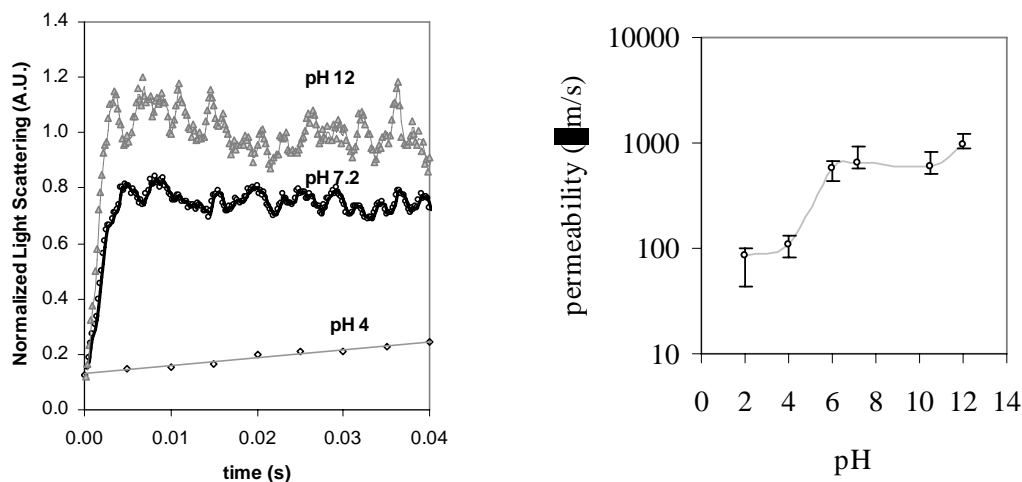 1.4
1.2
1.0
0.8
0.6
0.4
0.2
0.0
Normalized Light Scattering (A.U.)
pH 12
pH 7.2
pH 4
0.00 0.01 0.02 0.03 0.04
time (s)
10000
1000
100
10
permeability ( m/s)
0 2 4 6 8 10 12 14
pH